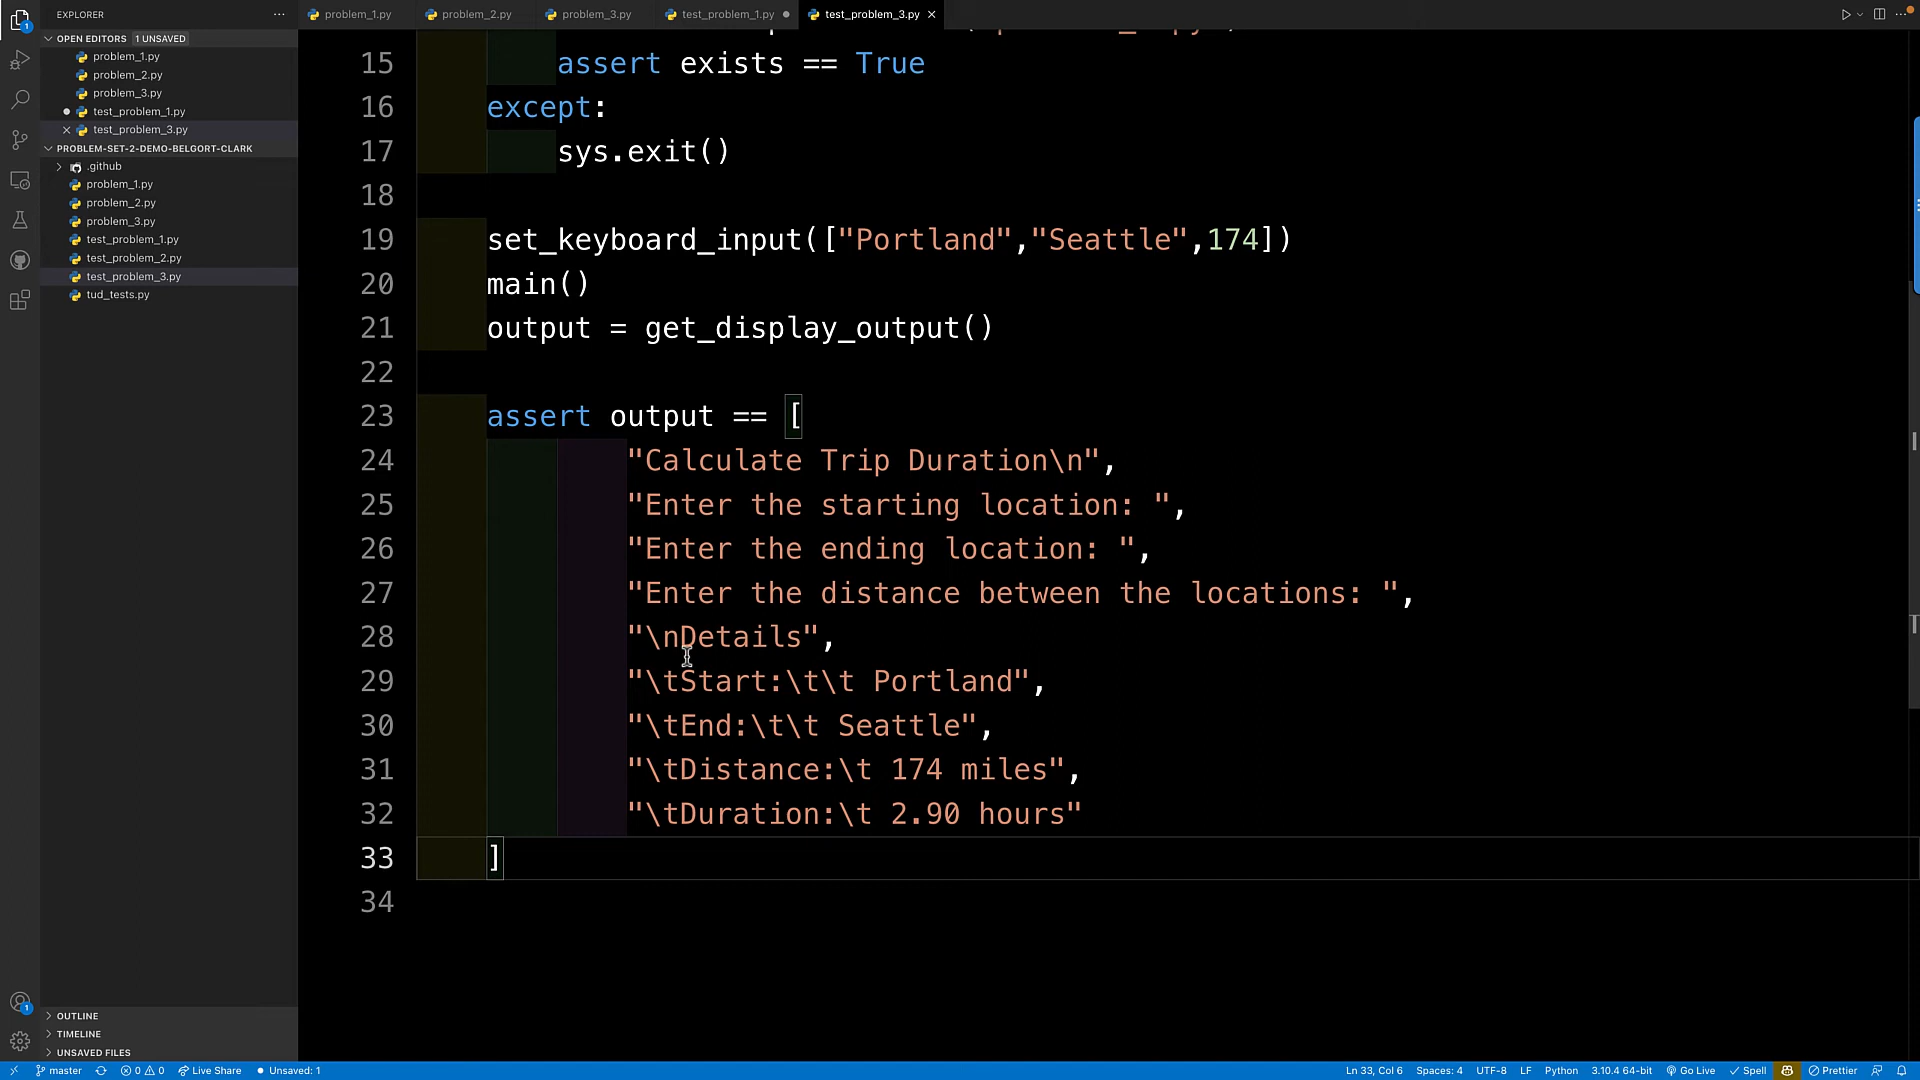 EXPLORER
problem_1.py
problem_2.py
problem_3.py
test_problem_1.py
test_problem_3.py
OPEN EDITORS 1 UNSAVED
problem_1.py
problem_2.py
problem_3.py
test_problem_1.py
test_problem_3.py
PROBLEM-SET-2-DEMO-BELGORT-CLARK
.github
problem_1.py
problem_2.py
problem_3.py
test_problem_1.py
test_problem_2.py
test_problem_3.py
tud_tests.py
OUTLINE
TIMELINE
UNSAVED FILES
15 assert exists == True
16 except:
17 sys.exit()
18
19 set_keyboard_input(["Portland","Seattle",174])
20 main()
21 output = get_display_output()
22
23 assert output == [
24 "Calculate Trip Duration\n",
25 "Enter the starting location: ",
26 "Enter the ending location: ",
27 "Enter the distance between the locations: ",
28 "\nDetails",
29 "\tStart:\t\t Portland",
30 "\tEnd:\t\t Seattle",
31 "\tDistance:\t 174 miles",
32 "\tDuration:\t 2.90 hours"
33 ]
34
master 0 0 Live Share Unsaved: 1 Ln 33, Col 6 Spaces: 4 UTF-8 LF Python 3.10.4 64-bit Go Live Spell Prettier